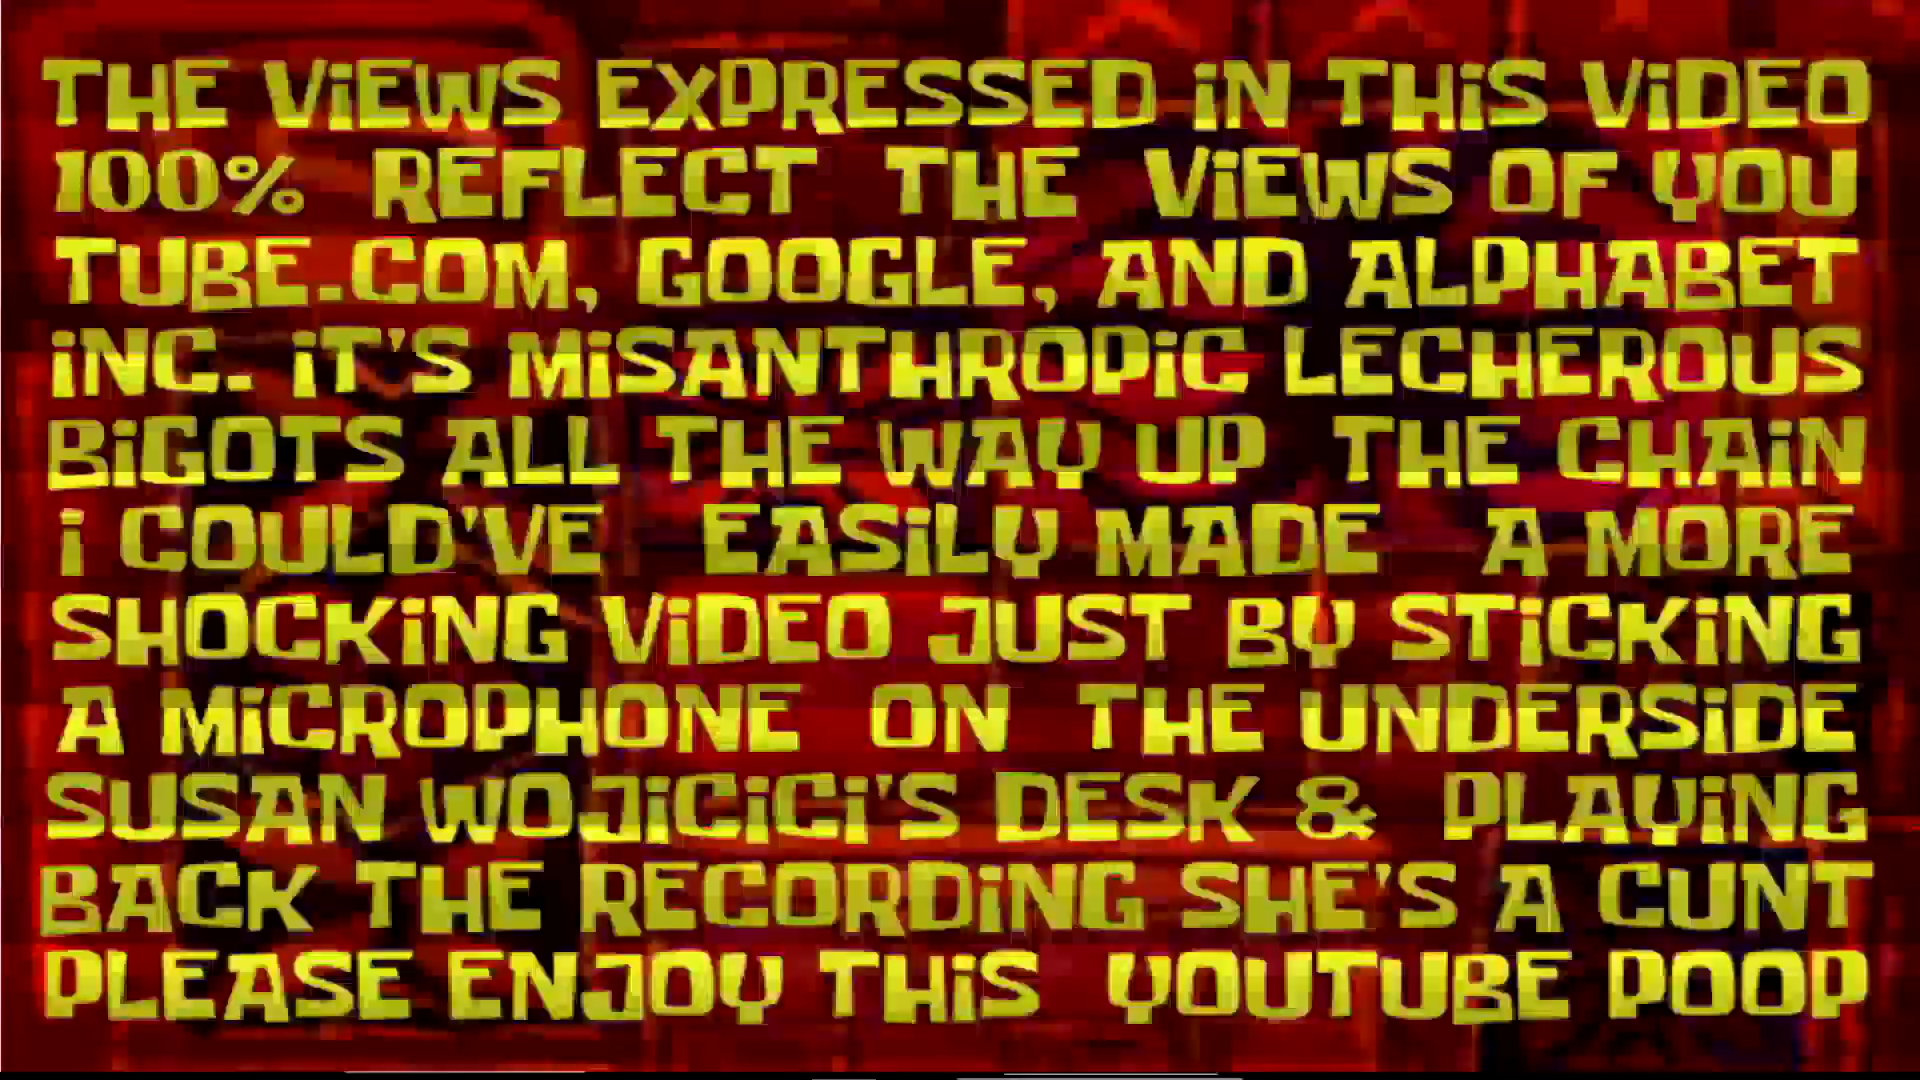 THE ViEWS EXPRESSED iN THiS ViDEO
100% REFLECT THE ViEWS OF YOU
TUBE.COM, GOOGLE, AND ALPHABET
iNC. iT'S MiSANTHROPiC LECHEROUS
BiGOTS ALL THE WAY UP THE CHAiN
i COULD'VE EASiLY MADE A MORE
SHOCKiNG ViDEO JUST BY STiCKiNG
A MiCROPHONE ON THE UNDERSiDE
SUSAN WOJiCiCi'S DESK & PLAYiNG
BACK THE RECORDiNG SHE'S A CUNT
PLEASE ENJOY THiS YOUTUBE POOP